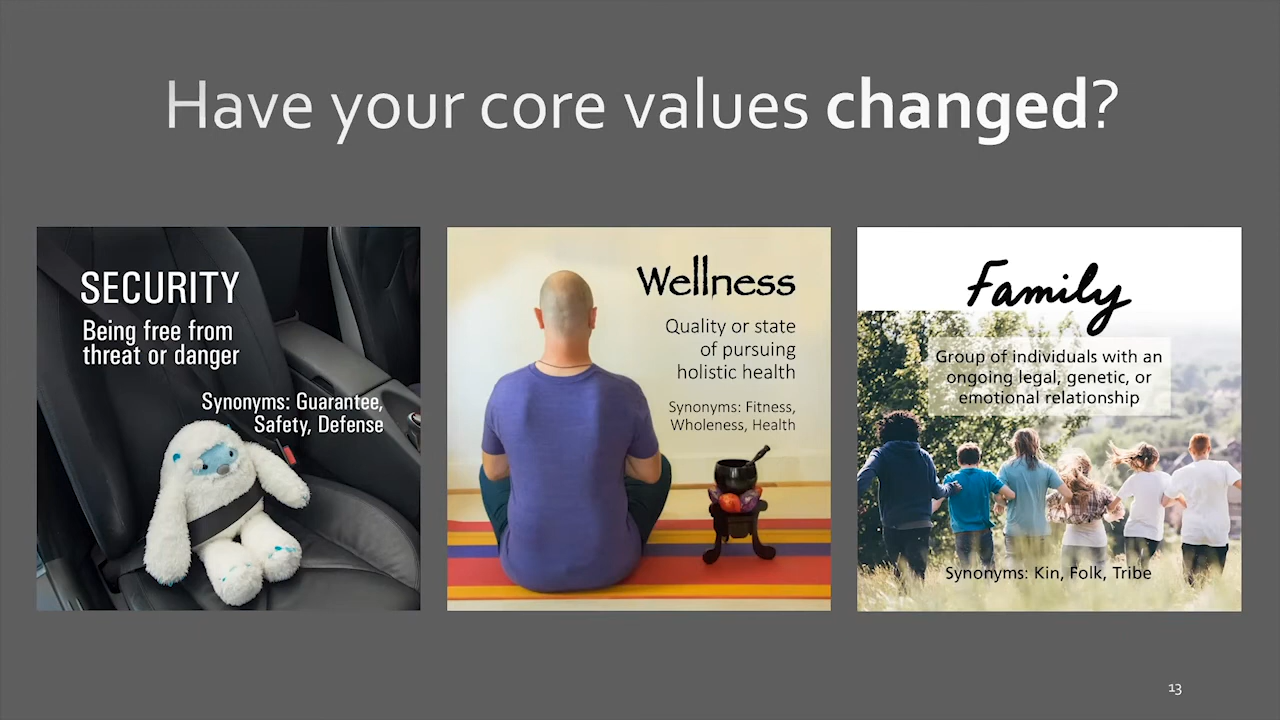 Have your core values changed?
SECURITY
Being free from
threat or danger
Synonyms: Guarantee,
Safety, Defense
Wellness
Quality or state
of pursuing
holistic health
Synonyms: Fitness,
Wholeness, Health
Family
Group of individuals with an
ongoing legal, genetic, or
emotional relationship
Synonyms: Kin, Folk, Tribe
13